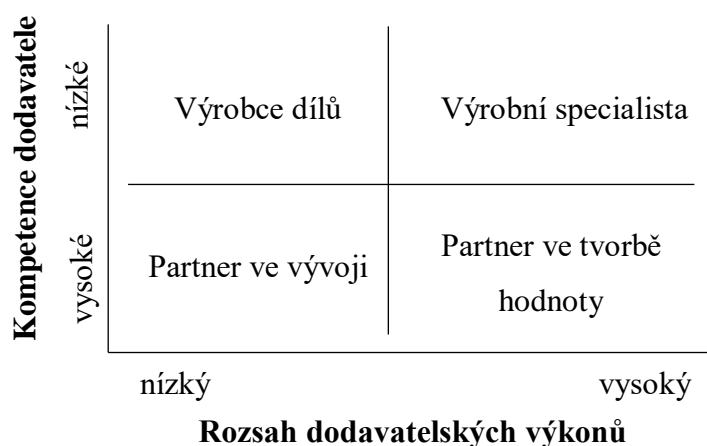 Kompetence dodavatele
nízké
Výrobce dílů
Výrobní specialista
vysoké
Partner ve vývoji
Partner ve tvorbě
hodnoty
nízký
vysoký
Rozsah dodavatelských výkonů